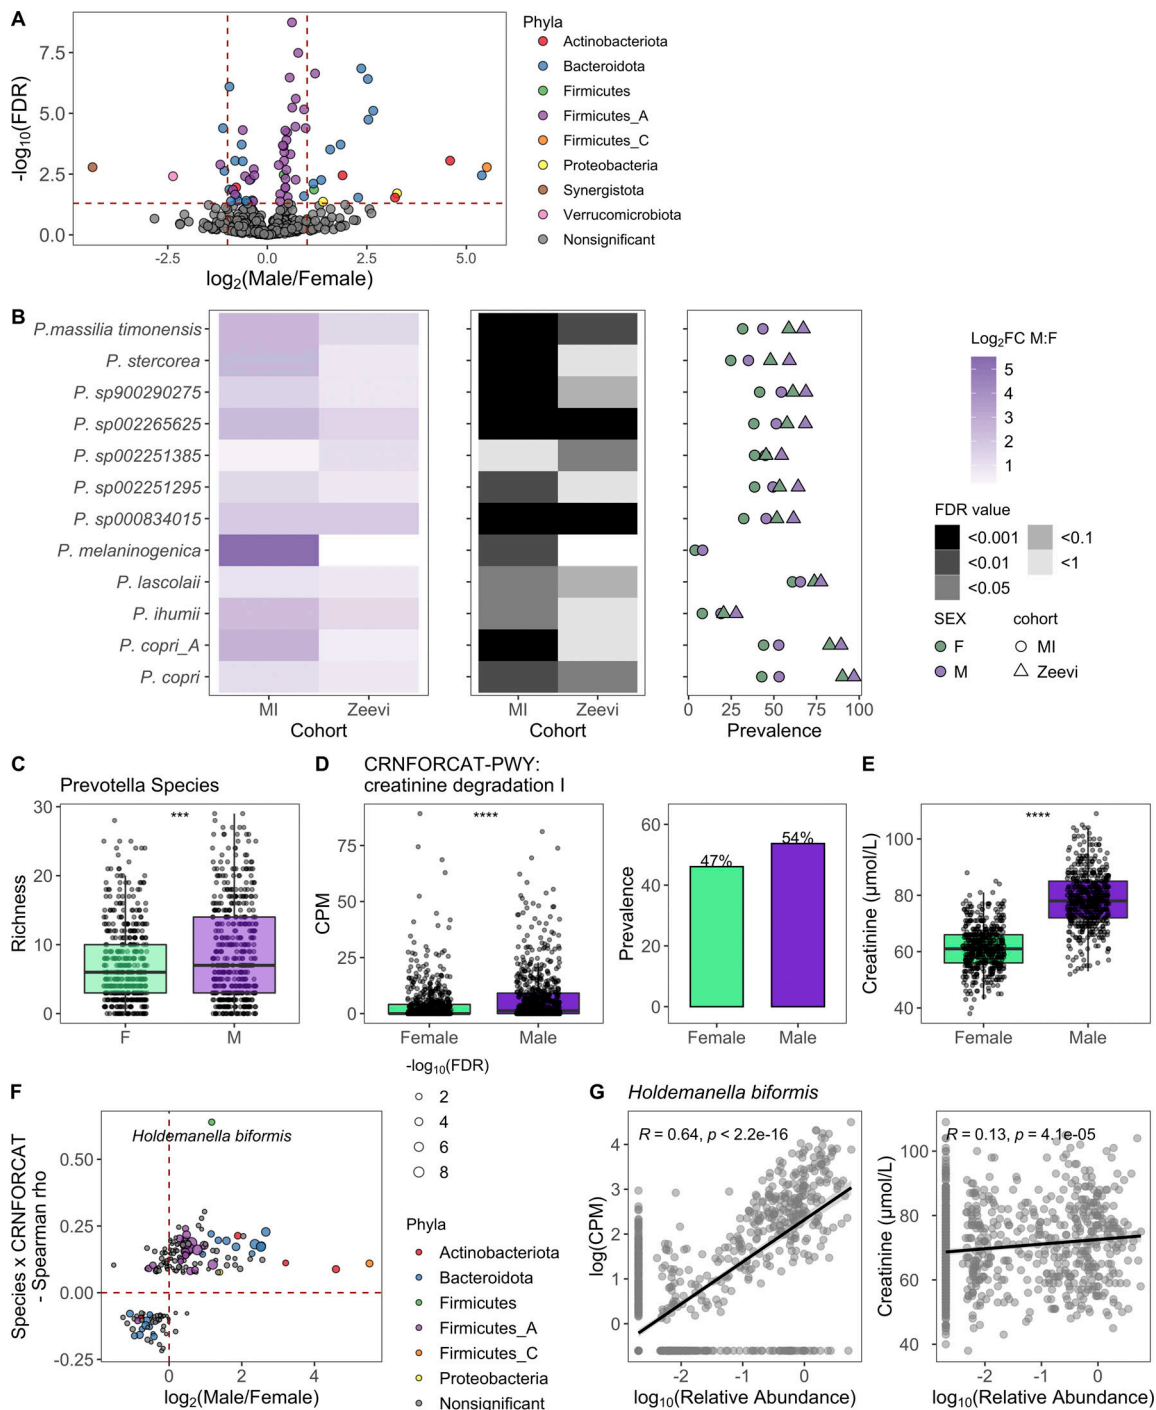 A
Phyla
-log10(FDR)
7.5
5.0
2.5
0.0
-2.5
0.0
2.5
5.0
log2(Male/Female)
Actinobacteriota
Bacteroidota
Firmicutes
Firmicutes_A
Firmicutes_C
Proteobacteria
Synergistota
Verrucomicrobiota
Nonsignificant
B
P.massilia timonensis
P. stercorea
P. sp900290275
P. sp002265625
P. sp002251385
P. sp002251295
P. sp000834015
P. melaninogenica
P. lascolaii
P. ihumii
P. copri_A
P. copri
MI Zeevi
Cohort
MI Zeevi
Cohort
0 25 50 75 100
Prevalence
Log2FC M:F
5
4
3
2
1
FDR value
<0.001 <0.1
<0.01 <1
<0.05
SEX cohort
F MI
M Zeevi
C
Prevotella Species
***
Richness
30
20
10
0
F M
D
CRNFORCAT-PWY:
creatinine degradation I
****
CPM
75
50
25
0
Female Male
Prevalence
60
40
20
0
47%
54%
Female Male
E
****
Creatinine (µmol/L)
100
80
60
40
Female Male
F
Holdemanella biformis
Species x CRNFORCAT
- Spearman rho
0.50
0.25
0.00
-0.25
0 2 4
log2(Male/Female)
-log10(FDR)
2
4
6
8
Phyla
Actinobacteriota
Bacteroidota
Firmicutes
Firmicutes_A
Firmicutes_C
Proteobacteria
Nonsignificant
G
Holdemanella biformis
R = 0.64, p < 2.2e-16
log(CPM)
4
3
2
1
0
-2 -1 0
log10(Relative Abundance)
R = 0.13, p = 4.1e-05
Creatinine (µmol/L)
100
80
60
40
-2 -1 0
log10(Relative Abundance)